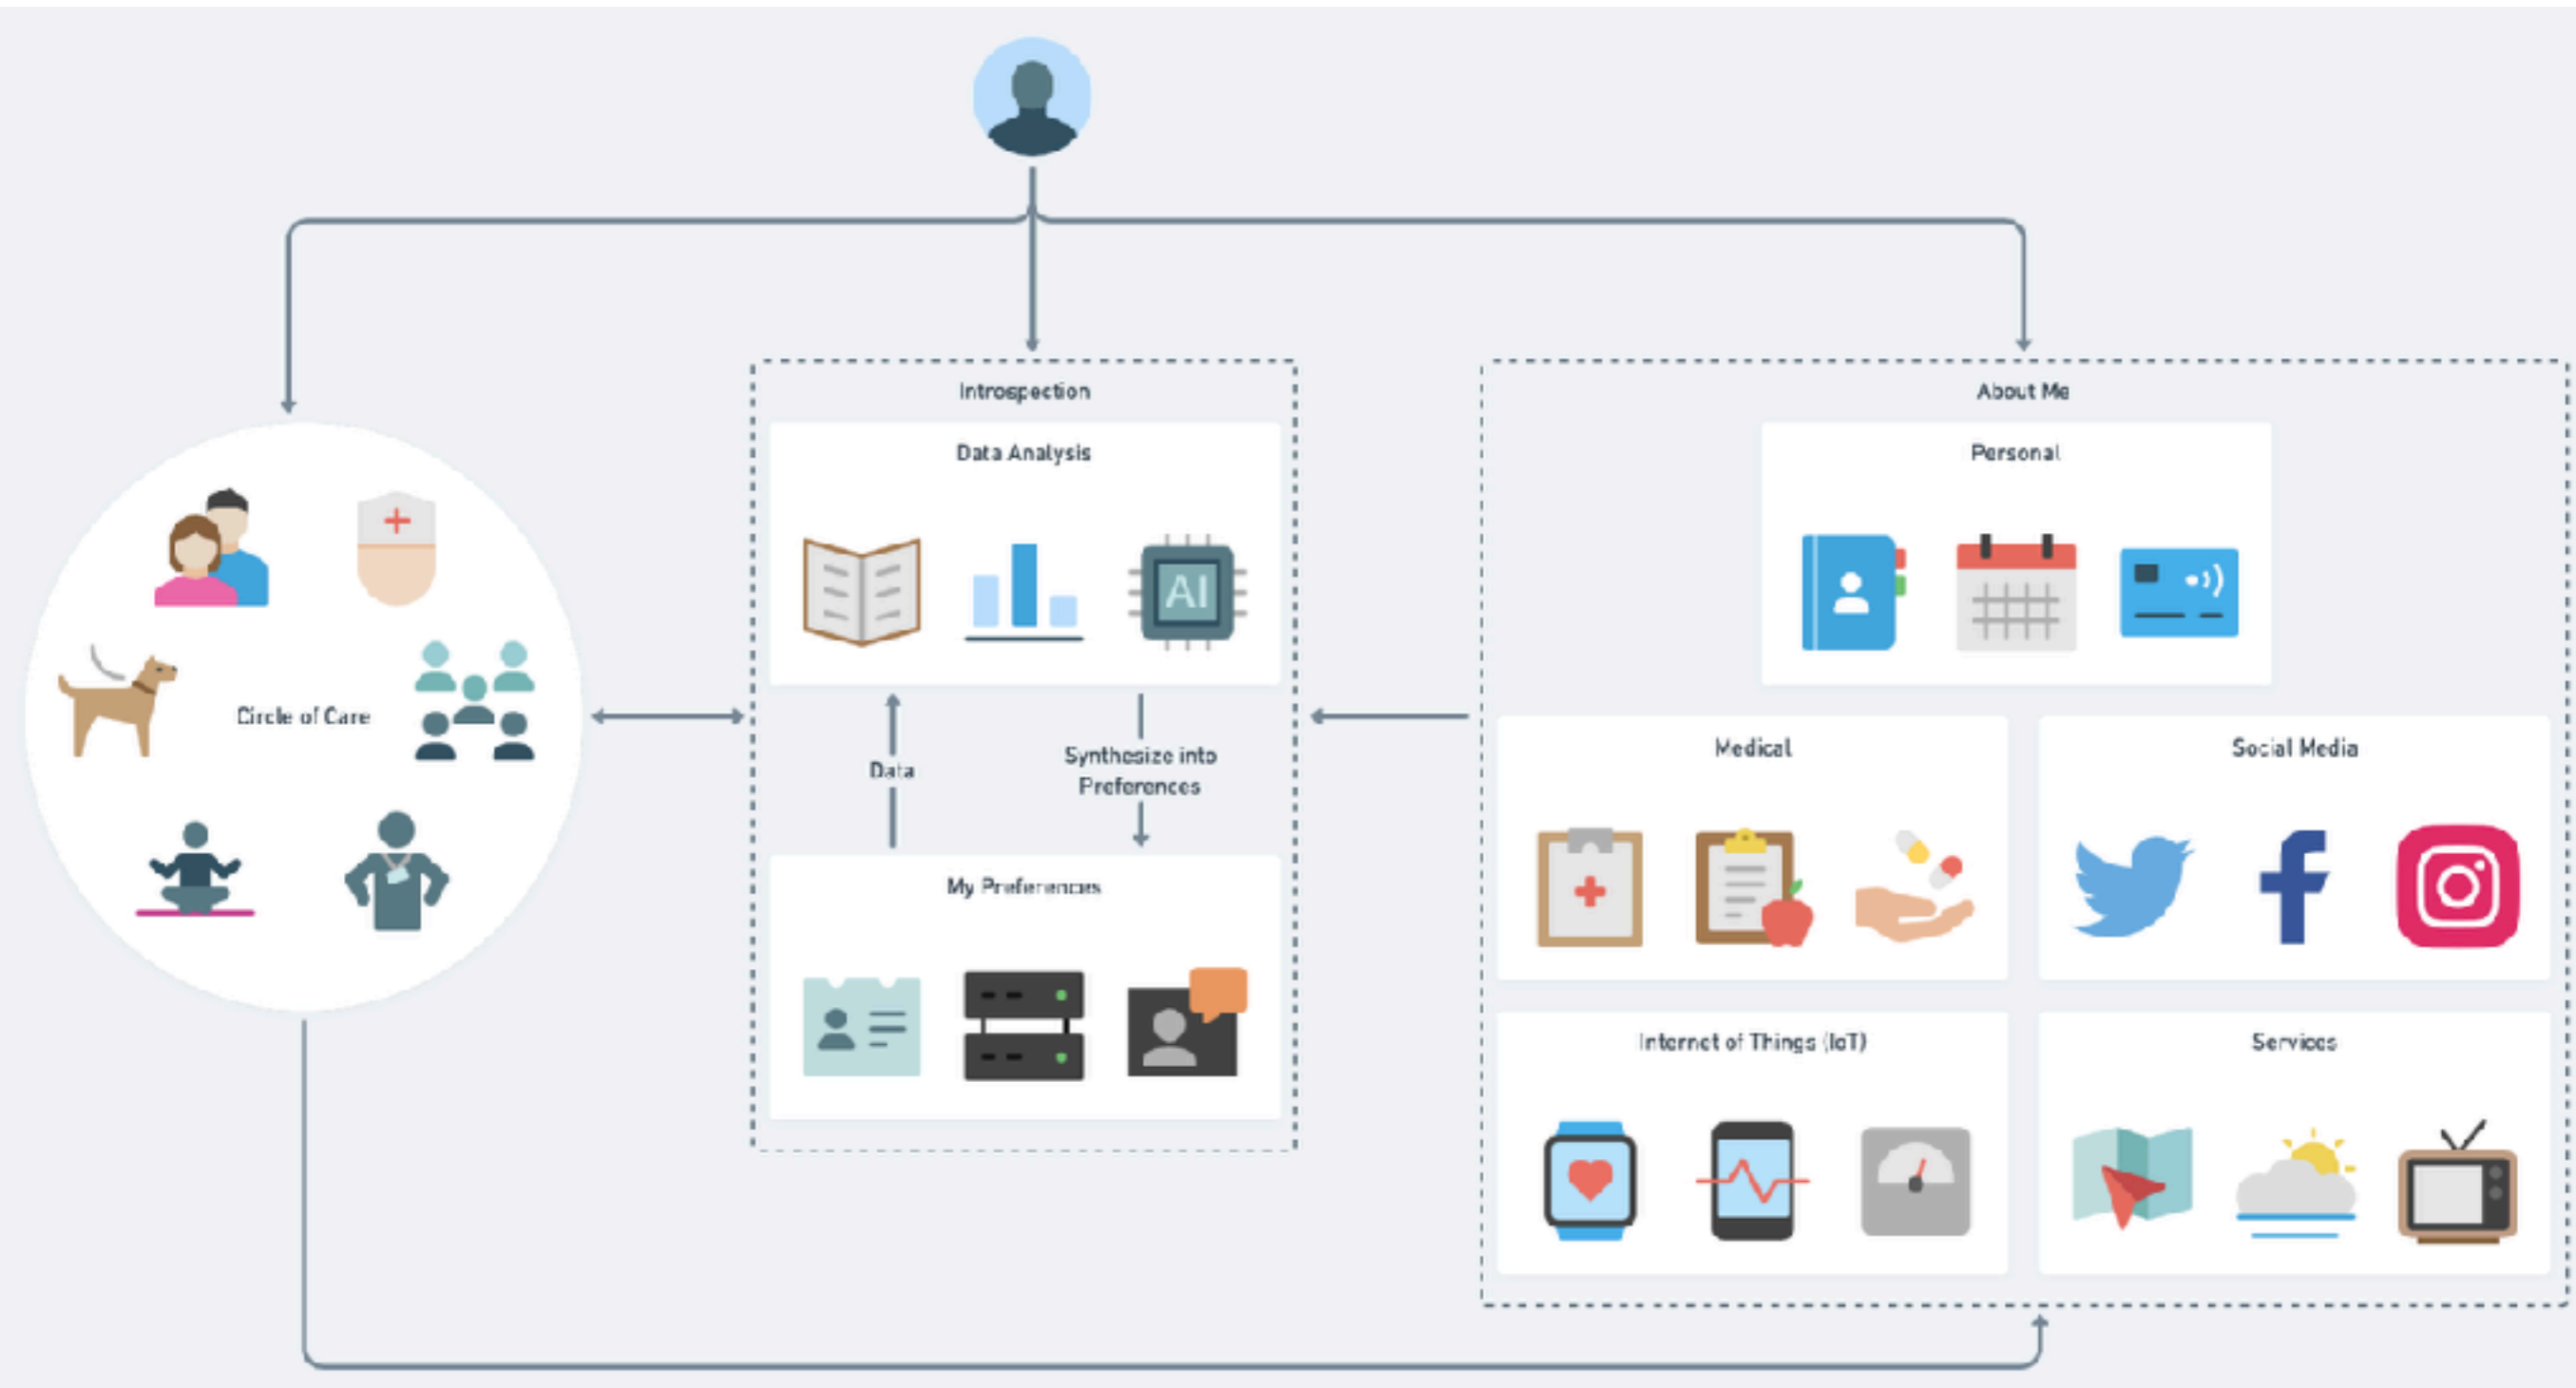 Introspection
About Me
Data Analysis
Personal
AI
Circle of Care
Data
Synthesize into
Preferences
Medical
Social Media
My Preferences
Internet of Things (IoT)
Services